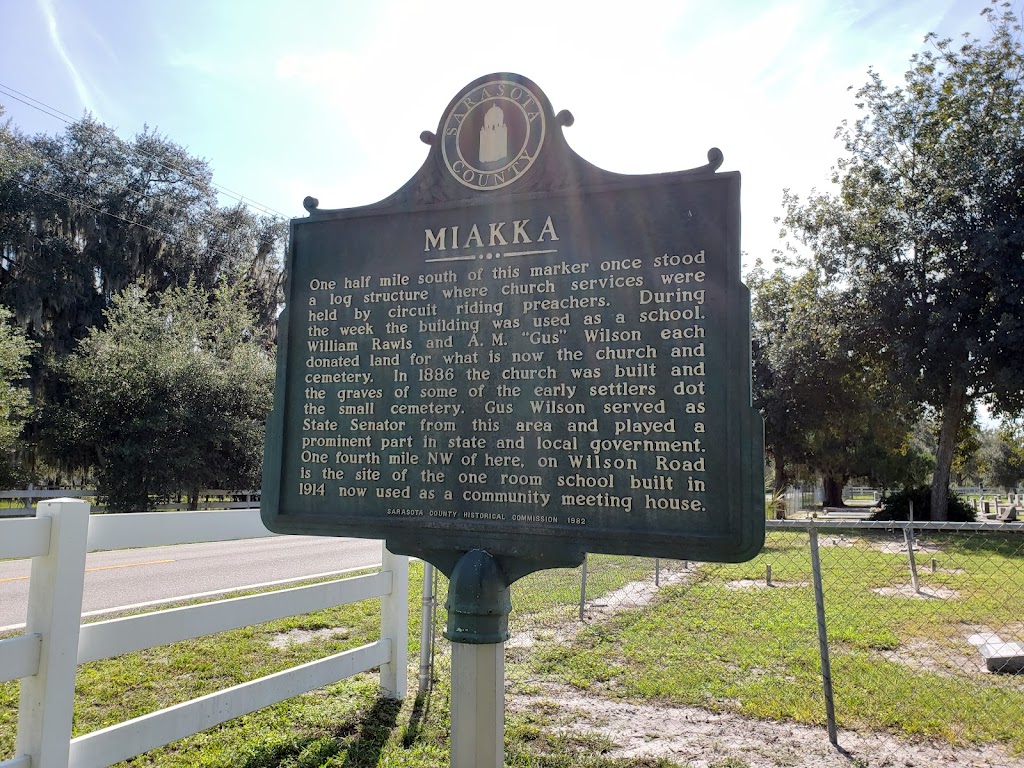 SARASOTA
COUNTY
MIAKKA
One half mile south of this marker once stood
a log structure where church services were
held by circuit riding preachers. During
the week the building was used as a school.
William Rawls and A. M. "Gus" Wilson each
donated land for what is now the church and
cemetery. In 1886 the church was built and
the graves of some of the early settlers dot
the small cemetery. Gus Wilson served as
State Senator from this area and played a
prominent part in state and local government.
One fourth mile NW of here, on Wilson Road
is the site of the one room school built in
1914 now used as a community meeting house.
SARASOTA COUNTY HISTORICAL COMMISSION 1982